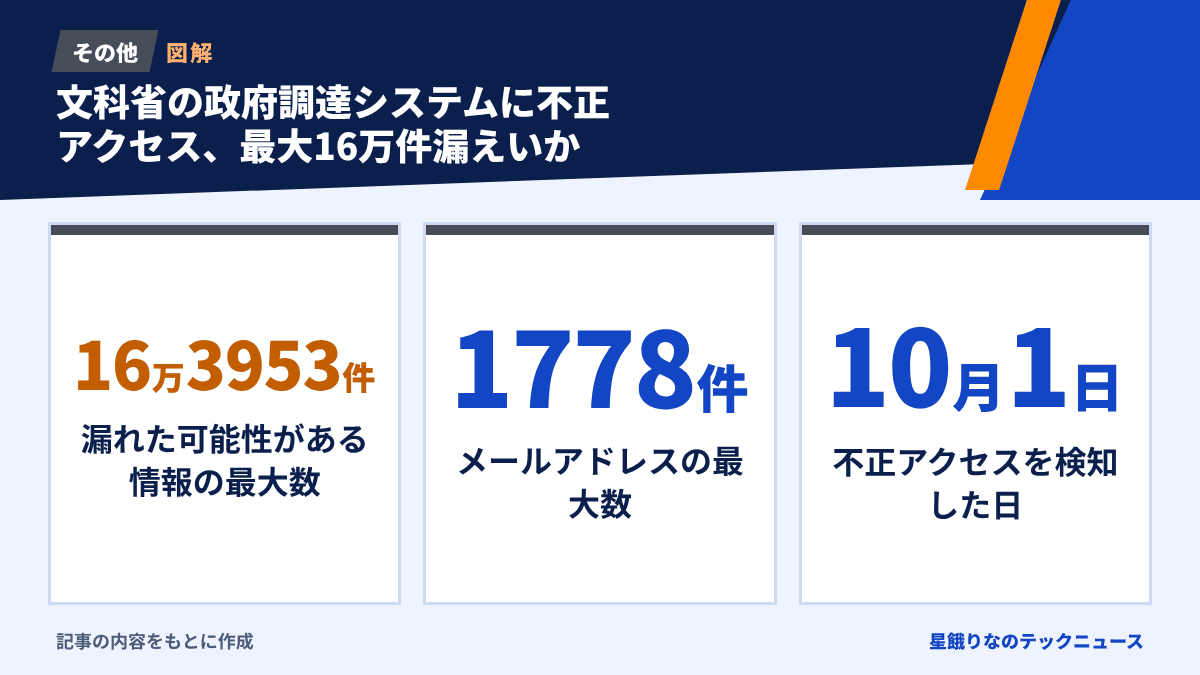 その他 図解
文科省の政府調達システムに不正
アクセス、最大16万件漏えいか
16万3953件
漏れた可能性がある
情報の最大数
1778件
メールアドレスの最
大数
10月1日
不正アクセスを検知
した日
記事の内容をもとに作成
星餓りなのテックニュース